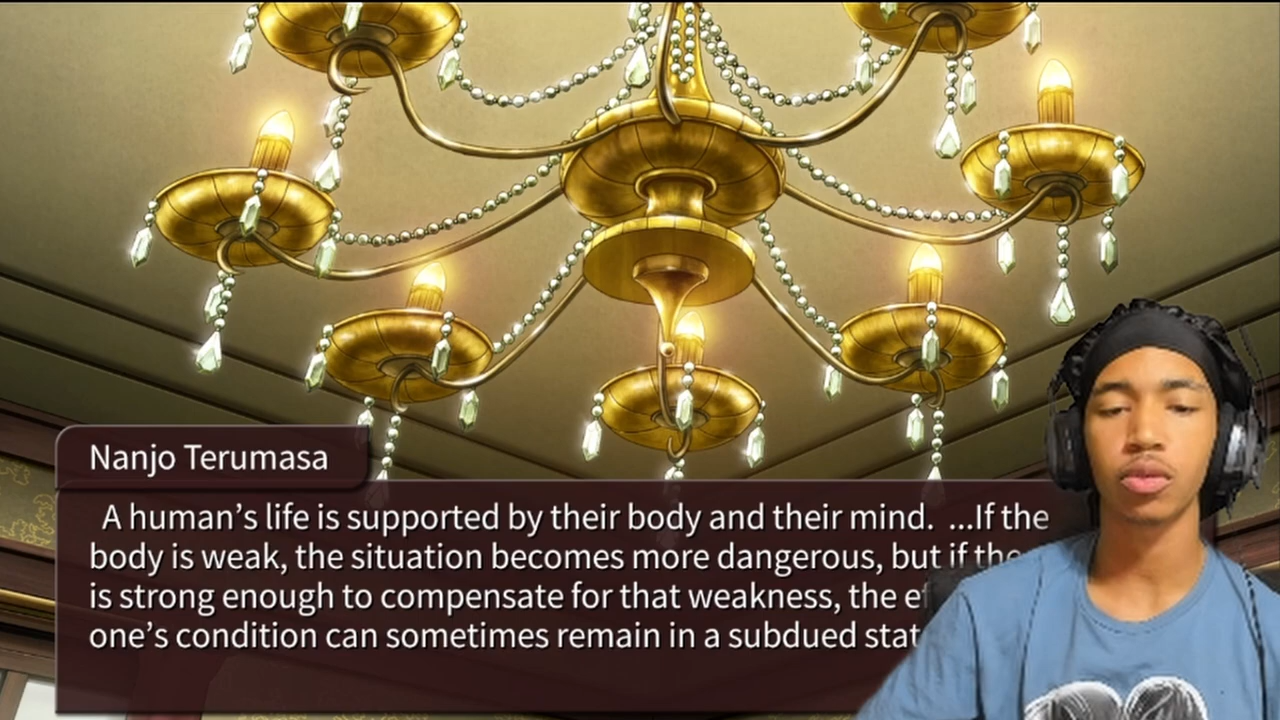 Nanjo Terumasa
A human's life is supported by their body and their mind. ...If the
body is weak, the situation becomes more dangerous, but if the
is strong enough to compensate for that weakness, the
one's condition can sometimes remain in a subdued